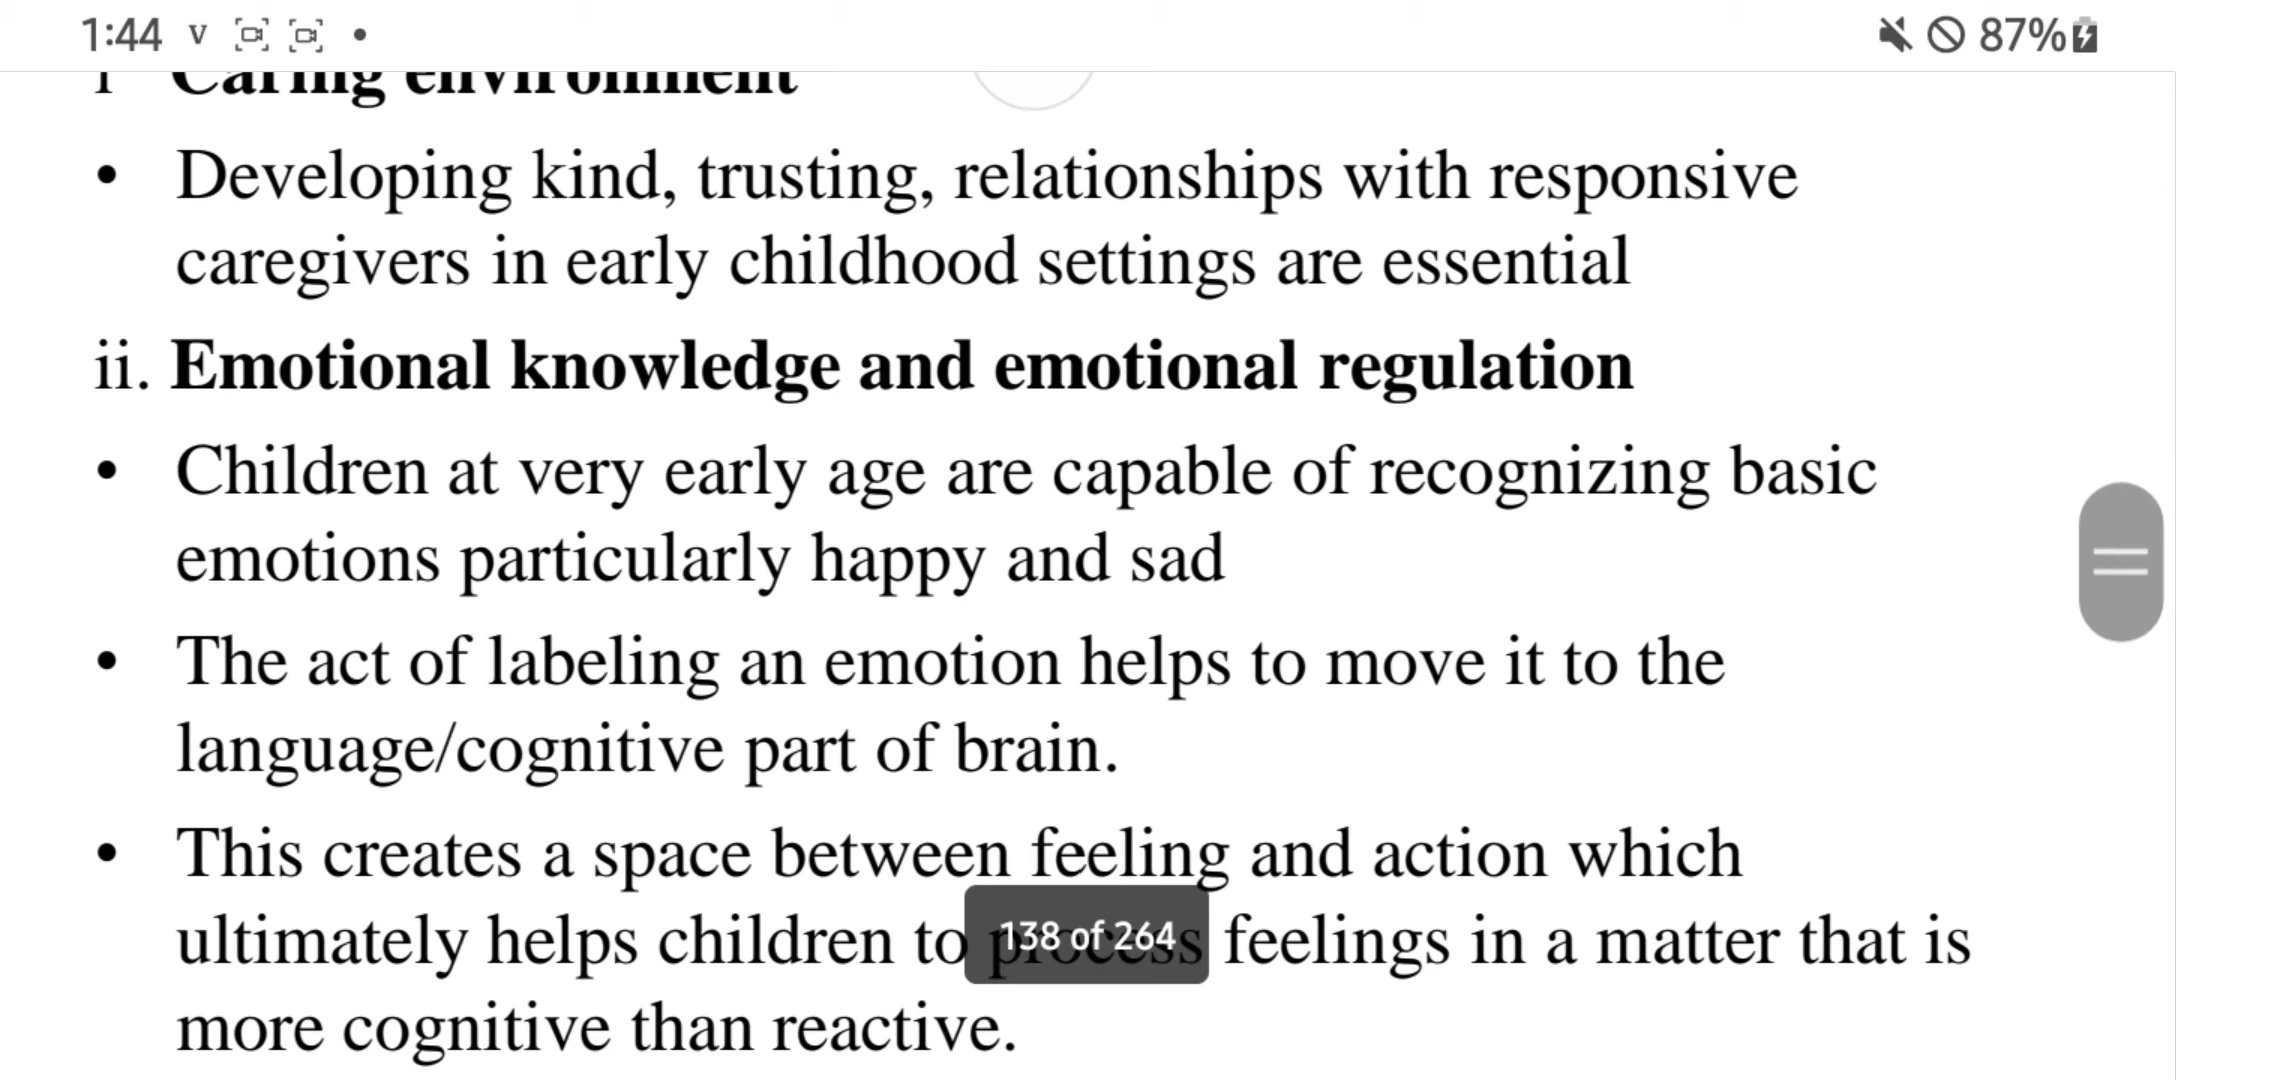 1:44 v 87%
i Caring environment
• Developing kind, trusting, relationships with responsive
caregivers in early childhood settings are essential
ii. Emotional knowledge and emotional regulation
• Children at very early age are capable of recognizing basic
emotions particularly happy and sad
• The act of labeling an emotion helps to move it to the
language/cognitive part of brain.
• This creates a space between feeling and action which
ultimately helps children to process feelings in a matter that is
138 of 264
more cognitive than reactive.